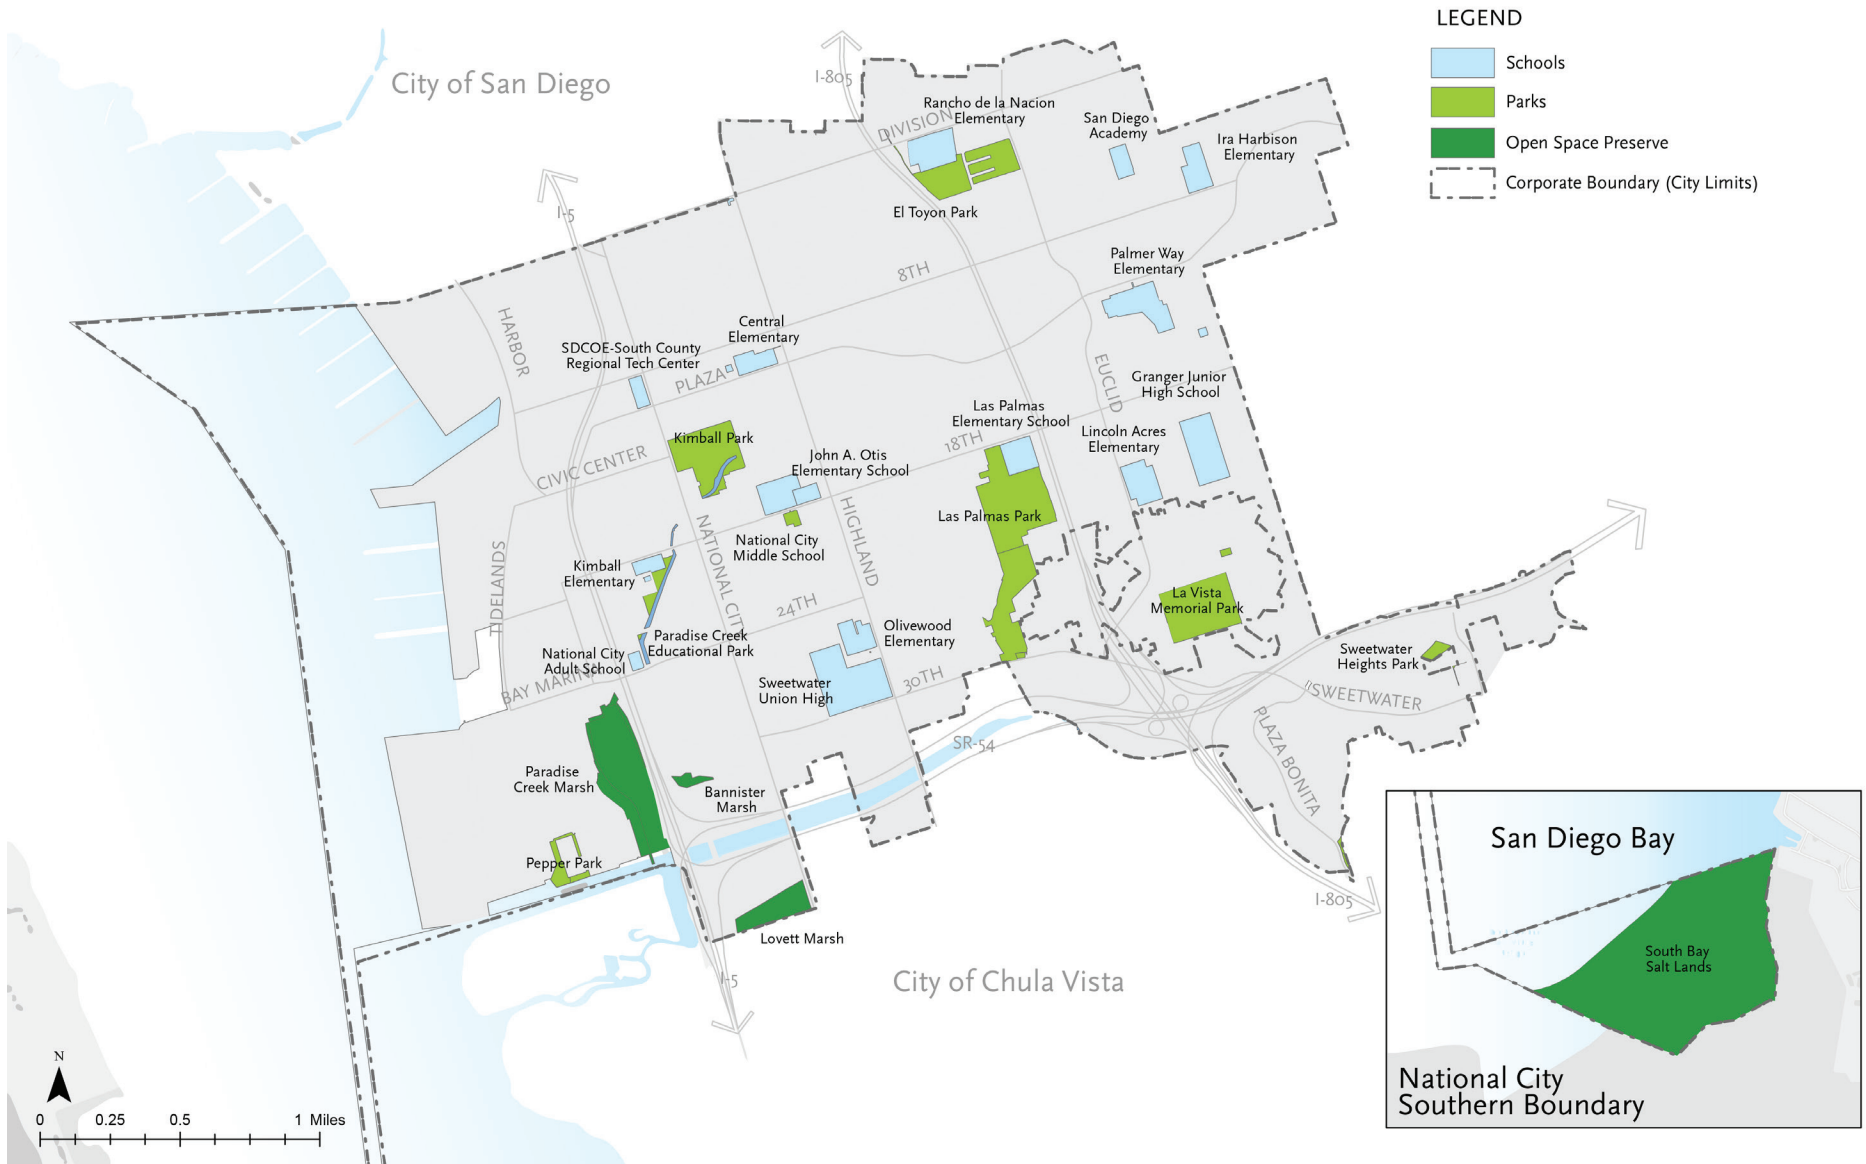 LEGEND
Schools
Parks
Open Space Preserve
Corporate Boundary (City Limits)
City of San Diego
I-805
I-5
DIVISION
Rancho de la Nacion
Elementary
San Diego
Academy
Ira Harbison
Elementary
El Toyon Park
8TH
Palmer Way
Elementary
HARBOR
Central
Elementary
SDCOE-South County
Regional Tech Center
PLAZA
EUCLID
Granger Junior
High School
Las Palmas
Elementary School
Lincoln Acres
Elementary
18TH
Kimball Park
CIVIC CENTER
John A. Otis
Elementary School
HIGHLAND
Las Palmas Park
NATIONAL CITY
National City
Middle School
TIDELANDS
Kimball
Elementary
24TH
La Vista
Memorial Park
Paradise Creek
Educational Park
Olivewood
Elementary
National City
Adult School
BAY MARINA
Sweetwater
Union High
30TH
Sweetwater
Heights Park
SWEETWATER
PLAZA BONITA
SR-54
Paradise
Creek Marsh
Bannister
Marsh
Pepper Park
Lovett Marsh
I-5
I-805
City of Chula Vista
San Diego Bay
South Bay
Salt Lands
National City
Southern Boundary
N
0 0.25 0.5 1 Miles